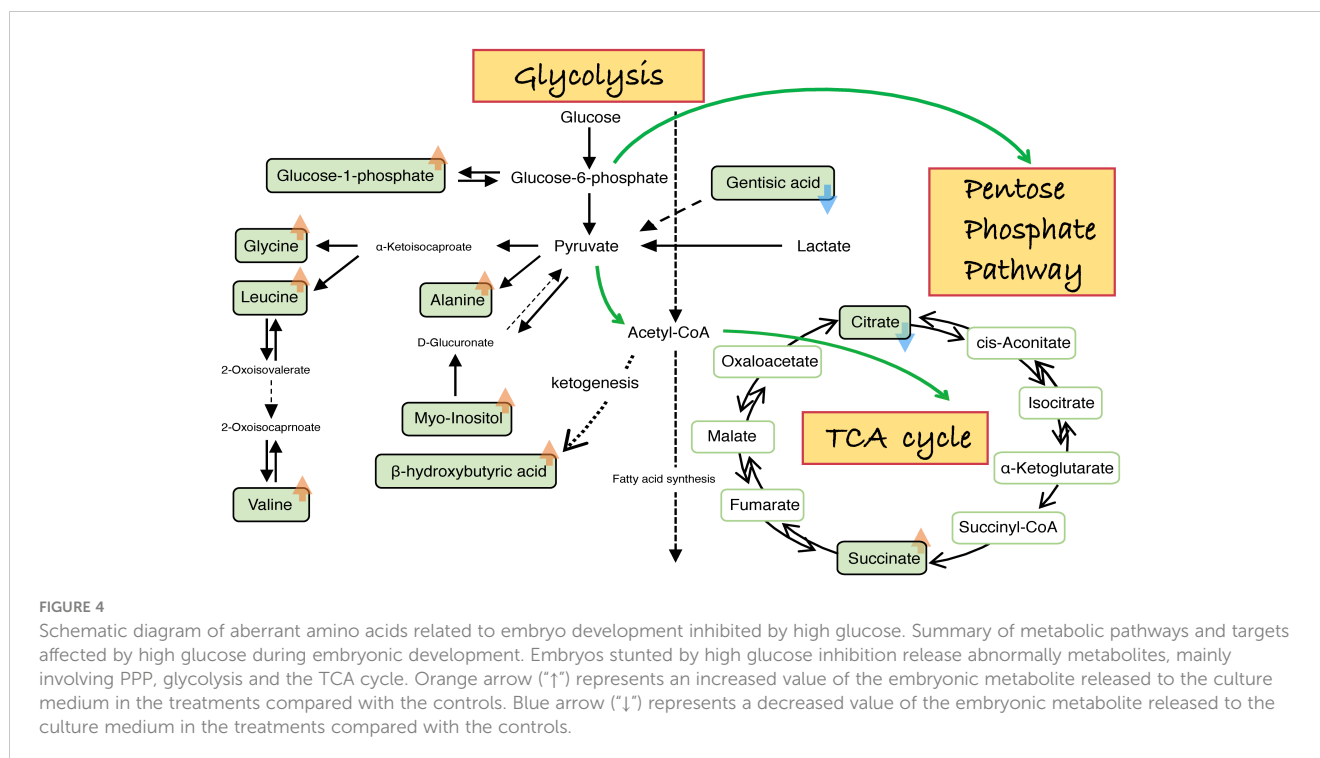 Glycolysis
Glucose
Glucose-1-phosphate
Glucose-6-phosphate
Gentisic acid
Pentose
Phosphate
Pathway
Glycine
α-Ketoisocaproate
Pyruvate
Lactate
Leucine
Alanine
D-Glucuronate
Acetyl-CoA
Citrate
cis-Aconitate
Oxaloacetate
2-Oxoisovalerate
ketogenesis
Isocitrate
Myo-Inositol
2-Oxoisocaprnoate
Malate
TCA cycle
β-hydroxybutyric acid
α-Ketoglutarate
Fatty acid synthesis
Valine
Fumarate
Succinyl-CoA
Succinate
FIGURE 4
Schematic diagram of aberrant amino acids related to embryo development inhibited by high glucose. Summary of metabolic pathways and targets
affected by high glucose during embryonic development. Embryos stunted by high glucose inhibition release abnormally metabolites, mainly
involving PPP, glycolysis and the TCA cycle. Orange arrow (“↑”) represents an increased value of the embryonic metabolite released to the culture
medium in the treatments compared with the controls. Blue arrow (“↓”) represents a decreased value of the embryonic metabolite released to the
culture medium in the treatments compared with the controls.